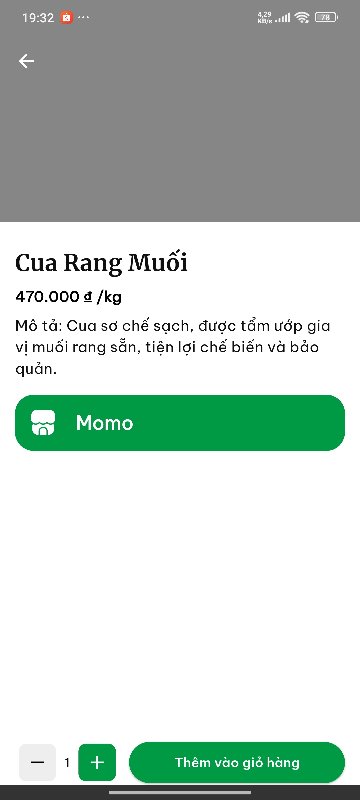 19:32
4,29
KB/s
78
Cua Rang Muối
470.000 ₫ /kg
Mô tả: Cua sơ chế sạch, được tẩm ướp gia
vị muối rang sẵn, tiện lợi chế biến và bảo
quản.
Momo
1
Thêm vào giỏ hàng